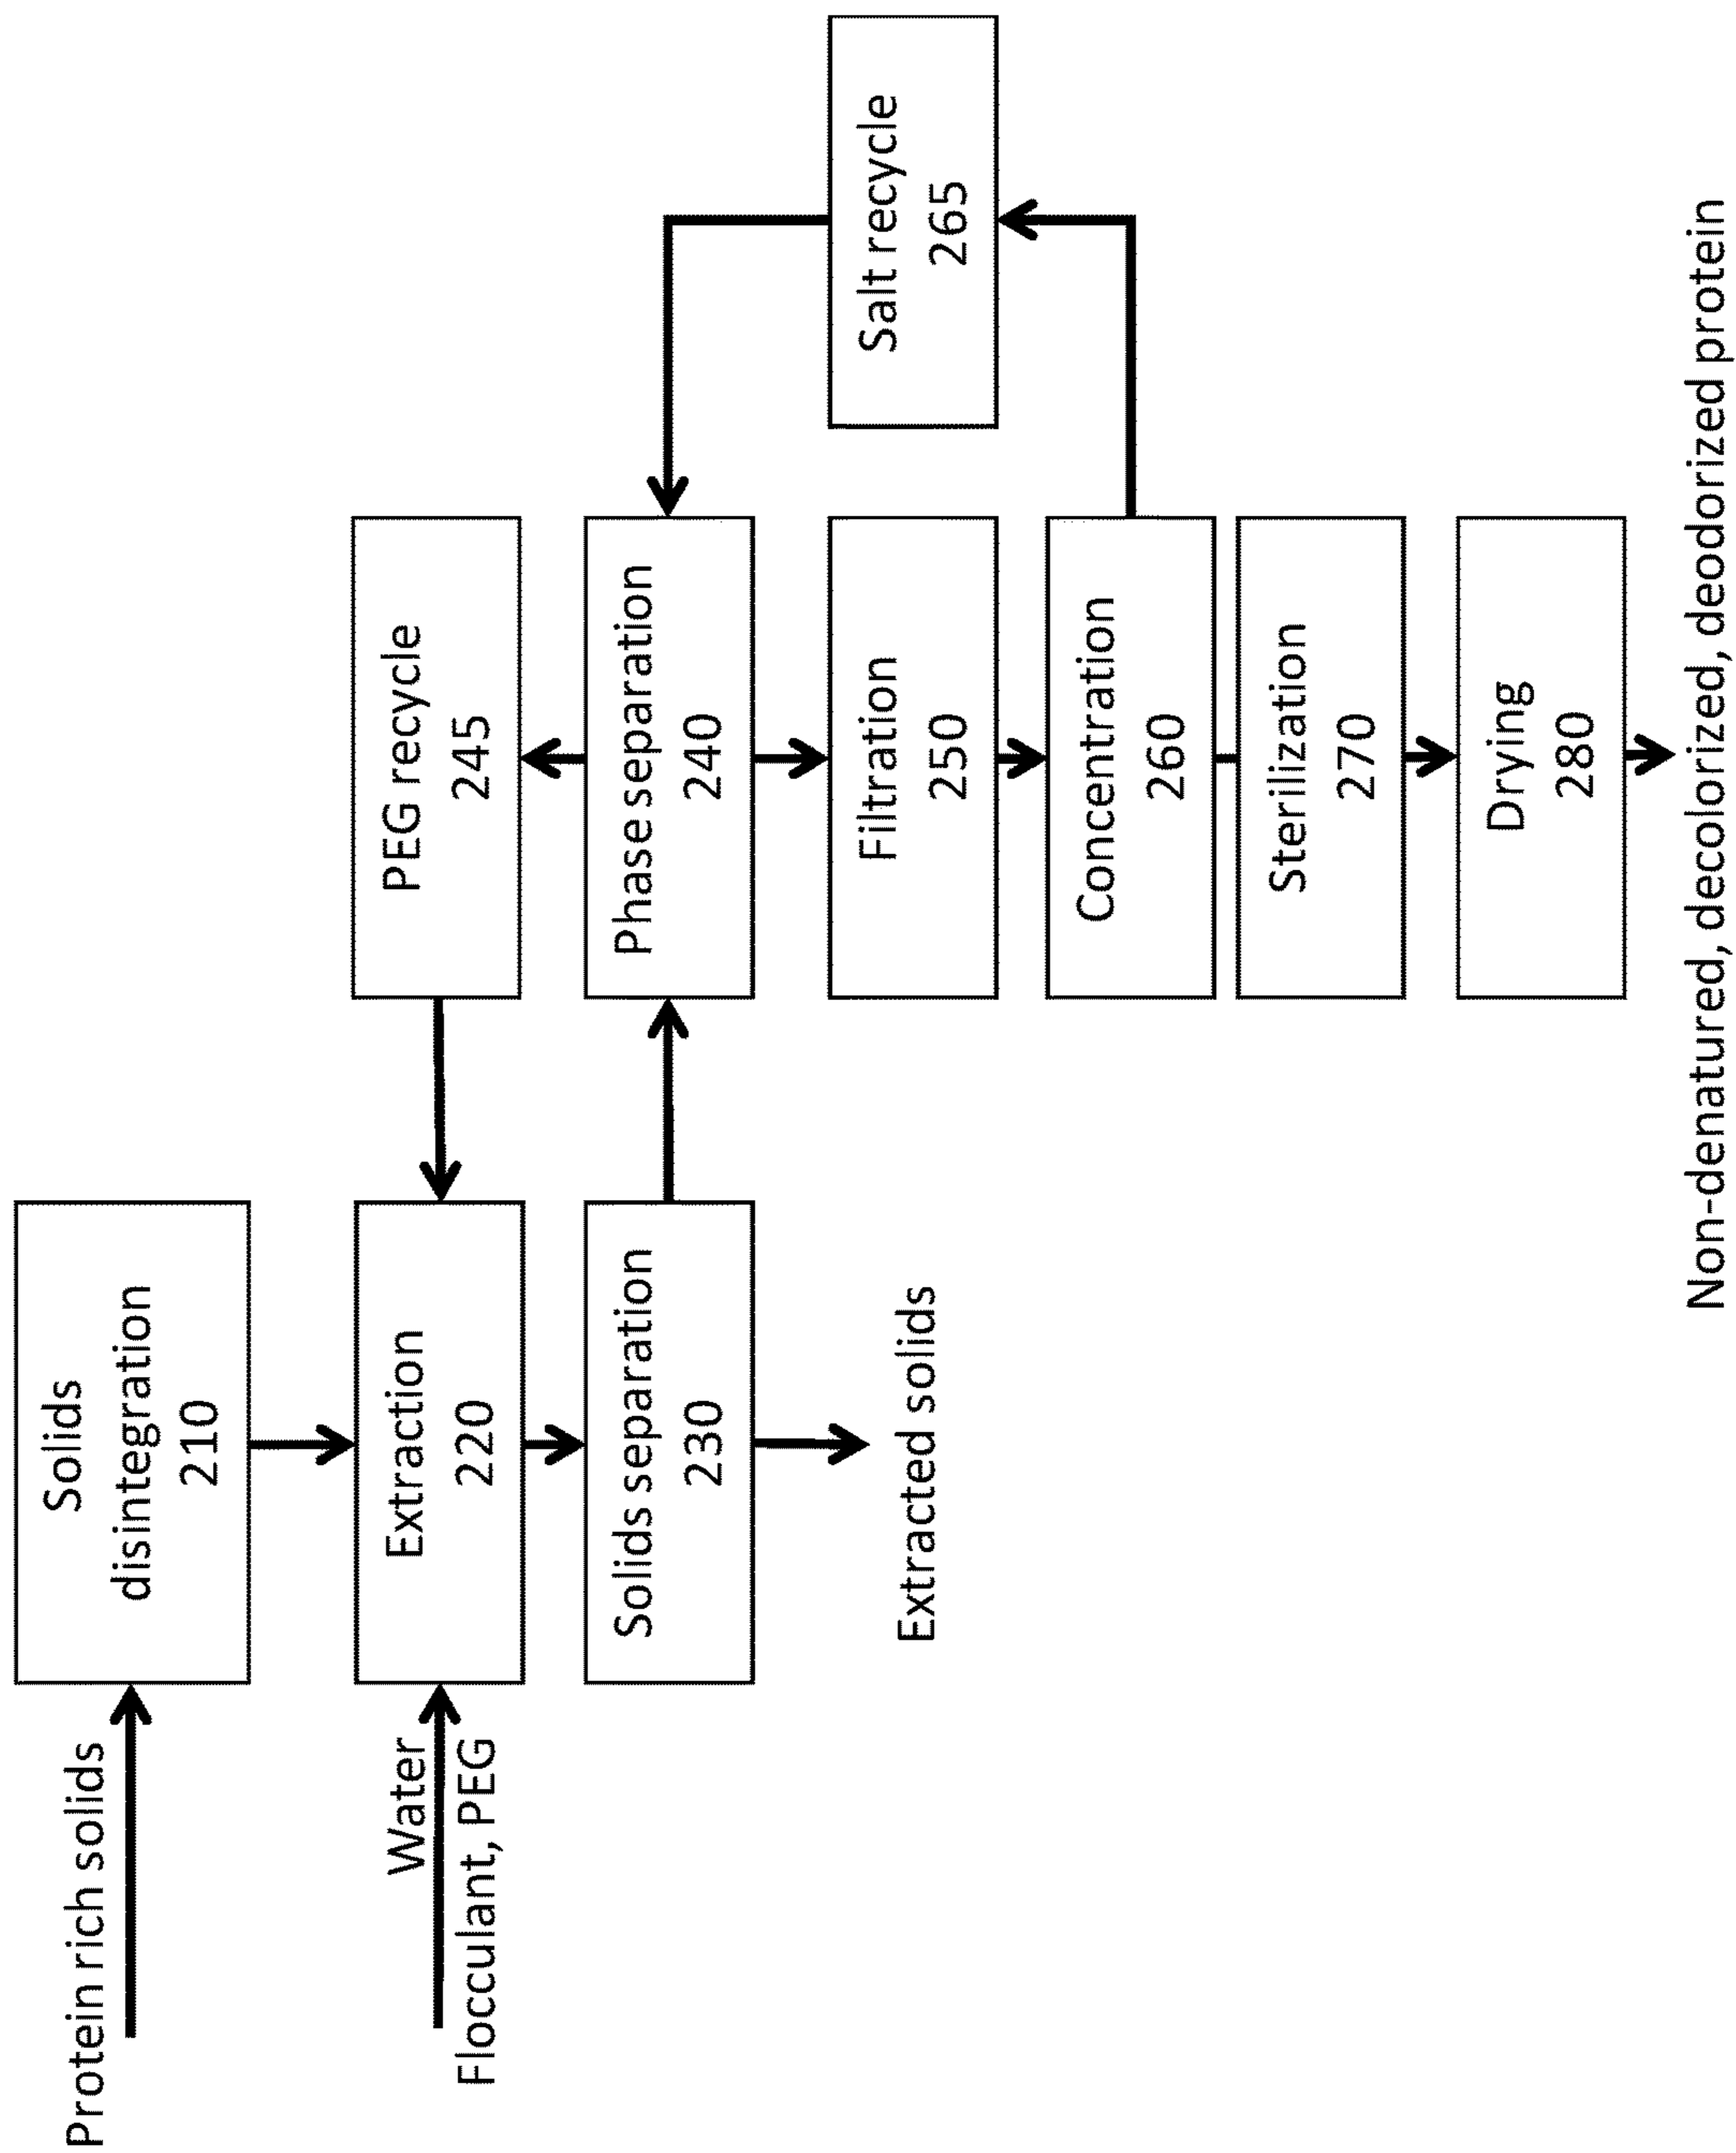 Protein rich solids
Solids
disintegration
210
Water
Flocculant, PEG
Extraction
220
PEG recycle
245
Solids separation
230
Phase separation
240
Extracted solids
Filtration
250
Salt recycle
265
Concentration
260
Sterilization
270
Drying
280
Non-denatured, decolorized, deodorized protein